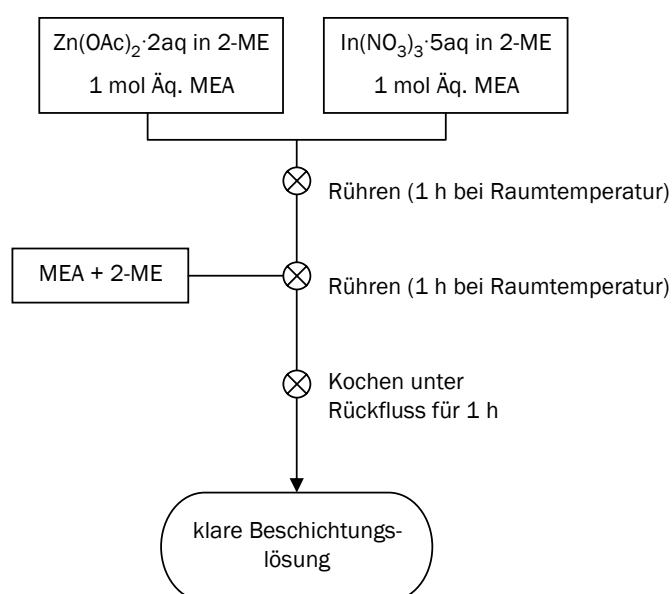 Zn(OAc)₂·2aq in 2-ME
1 mol Äq. MEA
In(NO₃)₃·5aq in 2-ME
1 mol Äq. MEA
Rühren (1 h bei Raumtemperatur)
MEA + 2-ME
Rühren (1 h bei Raumtemperatur)
Kochen unter
Rückfluss für 1 h
klare Beschichtungs-
lösung